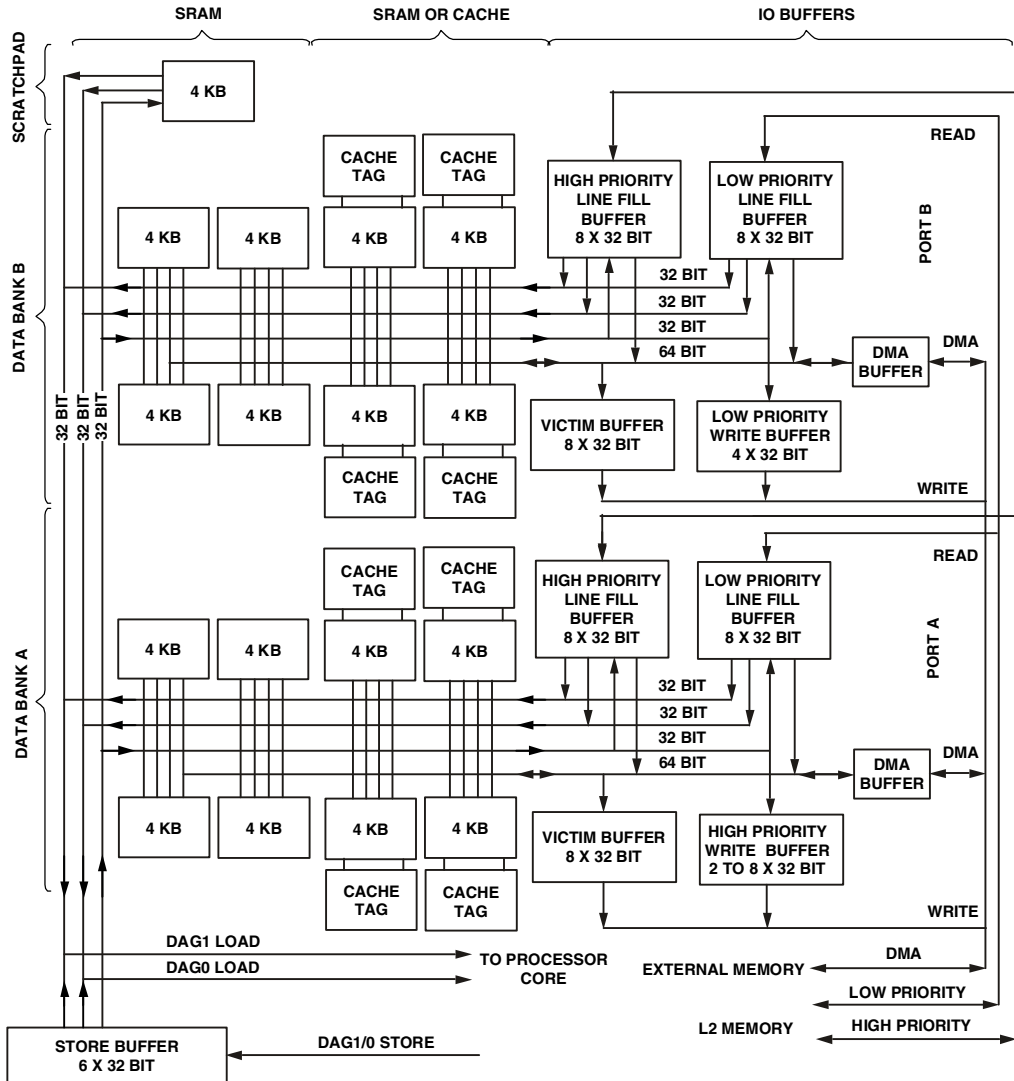 SRAM
SRAM OR CACHE
IO BUFFERS
SCRATCHPAD
4 KB
READ
DATA BANK B
CACHE
TAG
CACHE
TAG
HIGH PRIORITY
LINE FILL
BUFFER
8 X 32 BIT
LOW PRIORITY
LINE FILL
BUFFER
8 X 32 BIT
PORT B
4 KB
4 KB
4 KB
4 KB
32 BIT
32 BIT
32 BIT
64 BIT
DMA
BUFFER
DMA
32 BIT
32 BIT
32 BIT
4 KB
4 KB
4 KB
4 KB
VICTIM BUFFER
8 X 32 BIT
LOW PRIORITY
WRITE BUFFER
4 X 32 BIT
CACHE
TAG
CACHE
TAG
WRITE
DATA BANK A
READ
CACHE
TAG
CACHE
TAG
HIGH PRIORITY
LINE FILL
BUFFER
8 X 32 BIT
LOW PRIORITY
LINE FILL
BUFFER
8 X 32 BIT
PORT A
4 KB
4 KB
4 KB
4 KB
32 BIT
32 BIT
32 BIT
64 BIT
DMA
BUFFER
DMA
4 KB
4 KB
4 KB
4 KB
VICTIM BUFFER
8 X 32 BIT
HIGH PRIORITY
WRITE BUFFER
2 TO 8 X 32 BIT
CACHE
TAG
CACHE
TAG
WRITE
DAG1 LOAD
DAG0 LOAD
TO PROCESSOR
CORE
EXTERNAL MEMORY
DMA
LOW PRIORITY
L2 MEMORY
HIGH PRIORITY
STORE BUFFER
6 X 32 BIT
DAG1/0 STORE